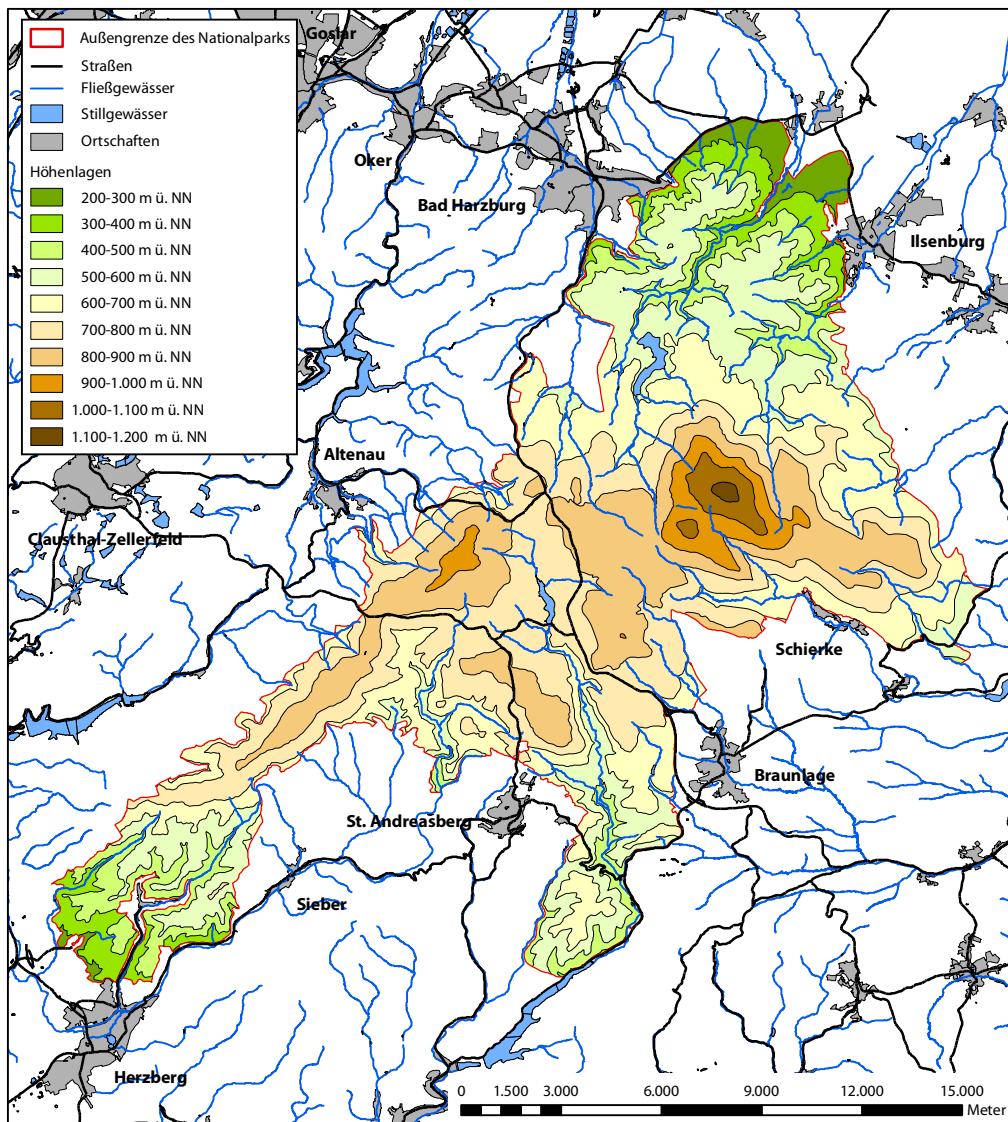 Außengrenze des Nationalparks
Straßen
Fließgewässer
Stillgewässer
Ortschaften
Höhenlagen
200-300 m ü. NN
300-400 m ü. NN
400-500 m ü. NN
500-600 m ü. NN
600-700 m ü. NN
700-800 m ü. NN
800-900 m ü. NN
900-1.000 m ü. NN
1.000-1.100 m ü. NN
1.100-1.200 m ü. NN
Goslar
Oker
Bad Harzburg
Ilsenburg
Altenau
Clausthal-Zellerfeld
Schierke
Braunlage
St. Andreasberg
Sieber
Herzberg
0 1.500 3.000 6.000 9.000 12.000 15.000
Meter